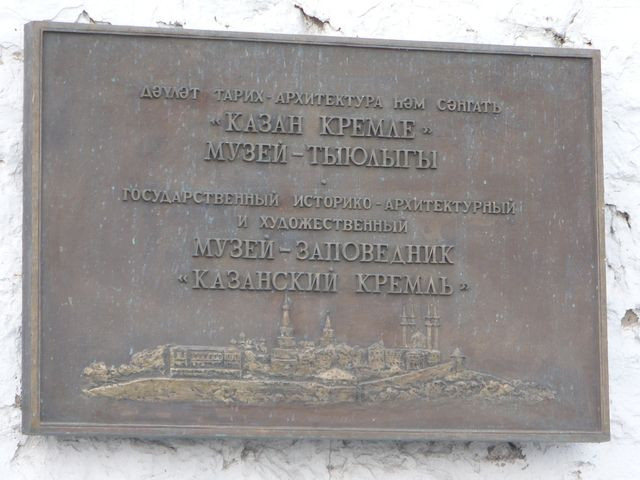 ДӘҮЛӘТ ТАРИХ-АРХИТЕКТУРА ҺӘМ СӘНГАТЬ
«КАЗАН КРЕМЛЕ»
МУЗЕЙ-ТЫЮЛЫГЫ
ГОСУДАРСТВЕННЫЙ ИСТОРИКО-АРХИТЕКТУРНЫЙ
И ХУДОЖЕСТВЕННЫЙ
МУЗЕЙ-ЗАПОВЕДНИК
«КАЗАНСКИЙ КРЕМЛЬ»